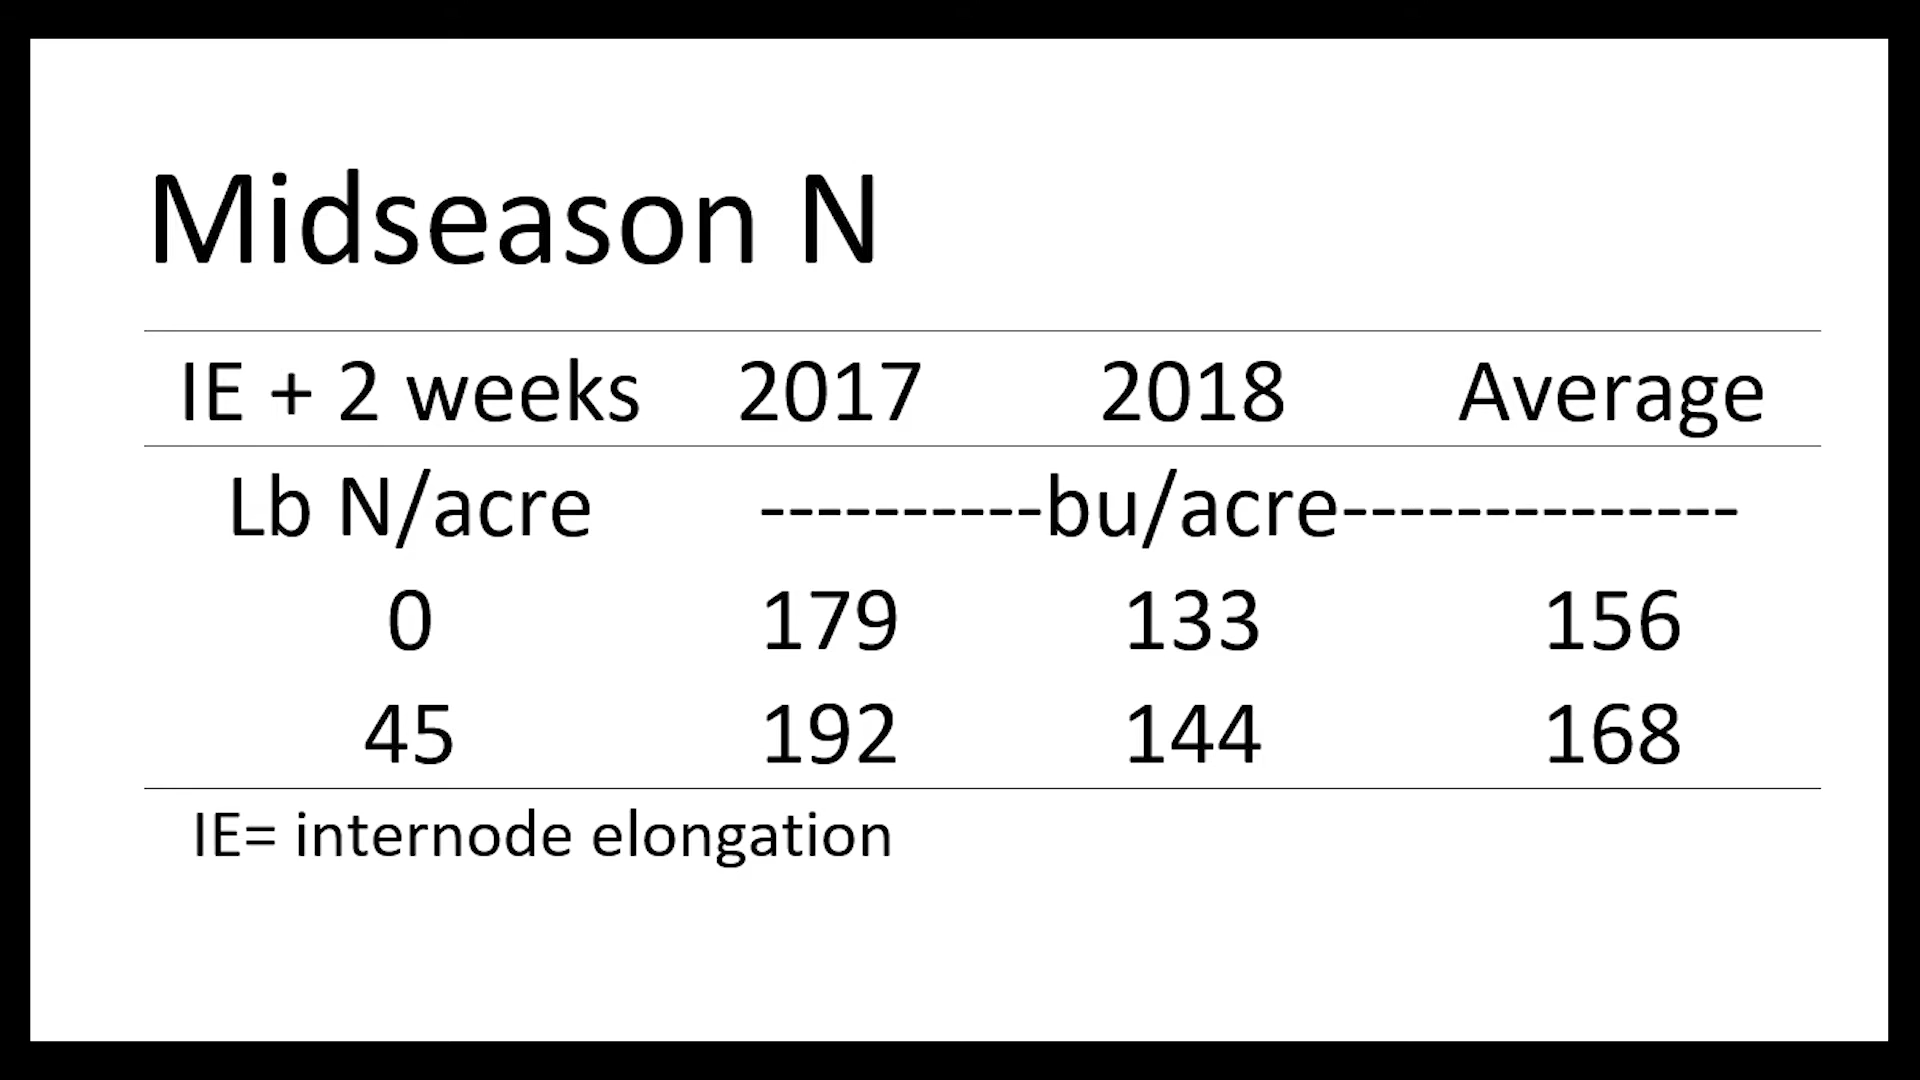 Midseason N
IE + 2 weeks 2017 2018 Average
Lb N/acre ----------bu/acre--------------
0 179 133 156
45 192 144 168
IE= internode elongation